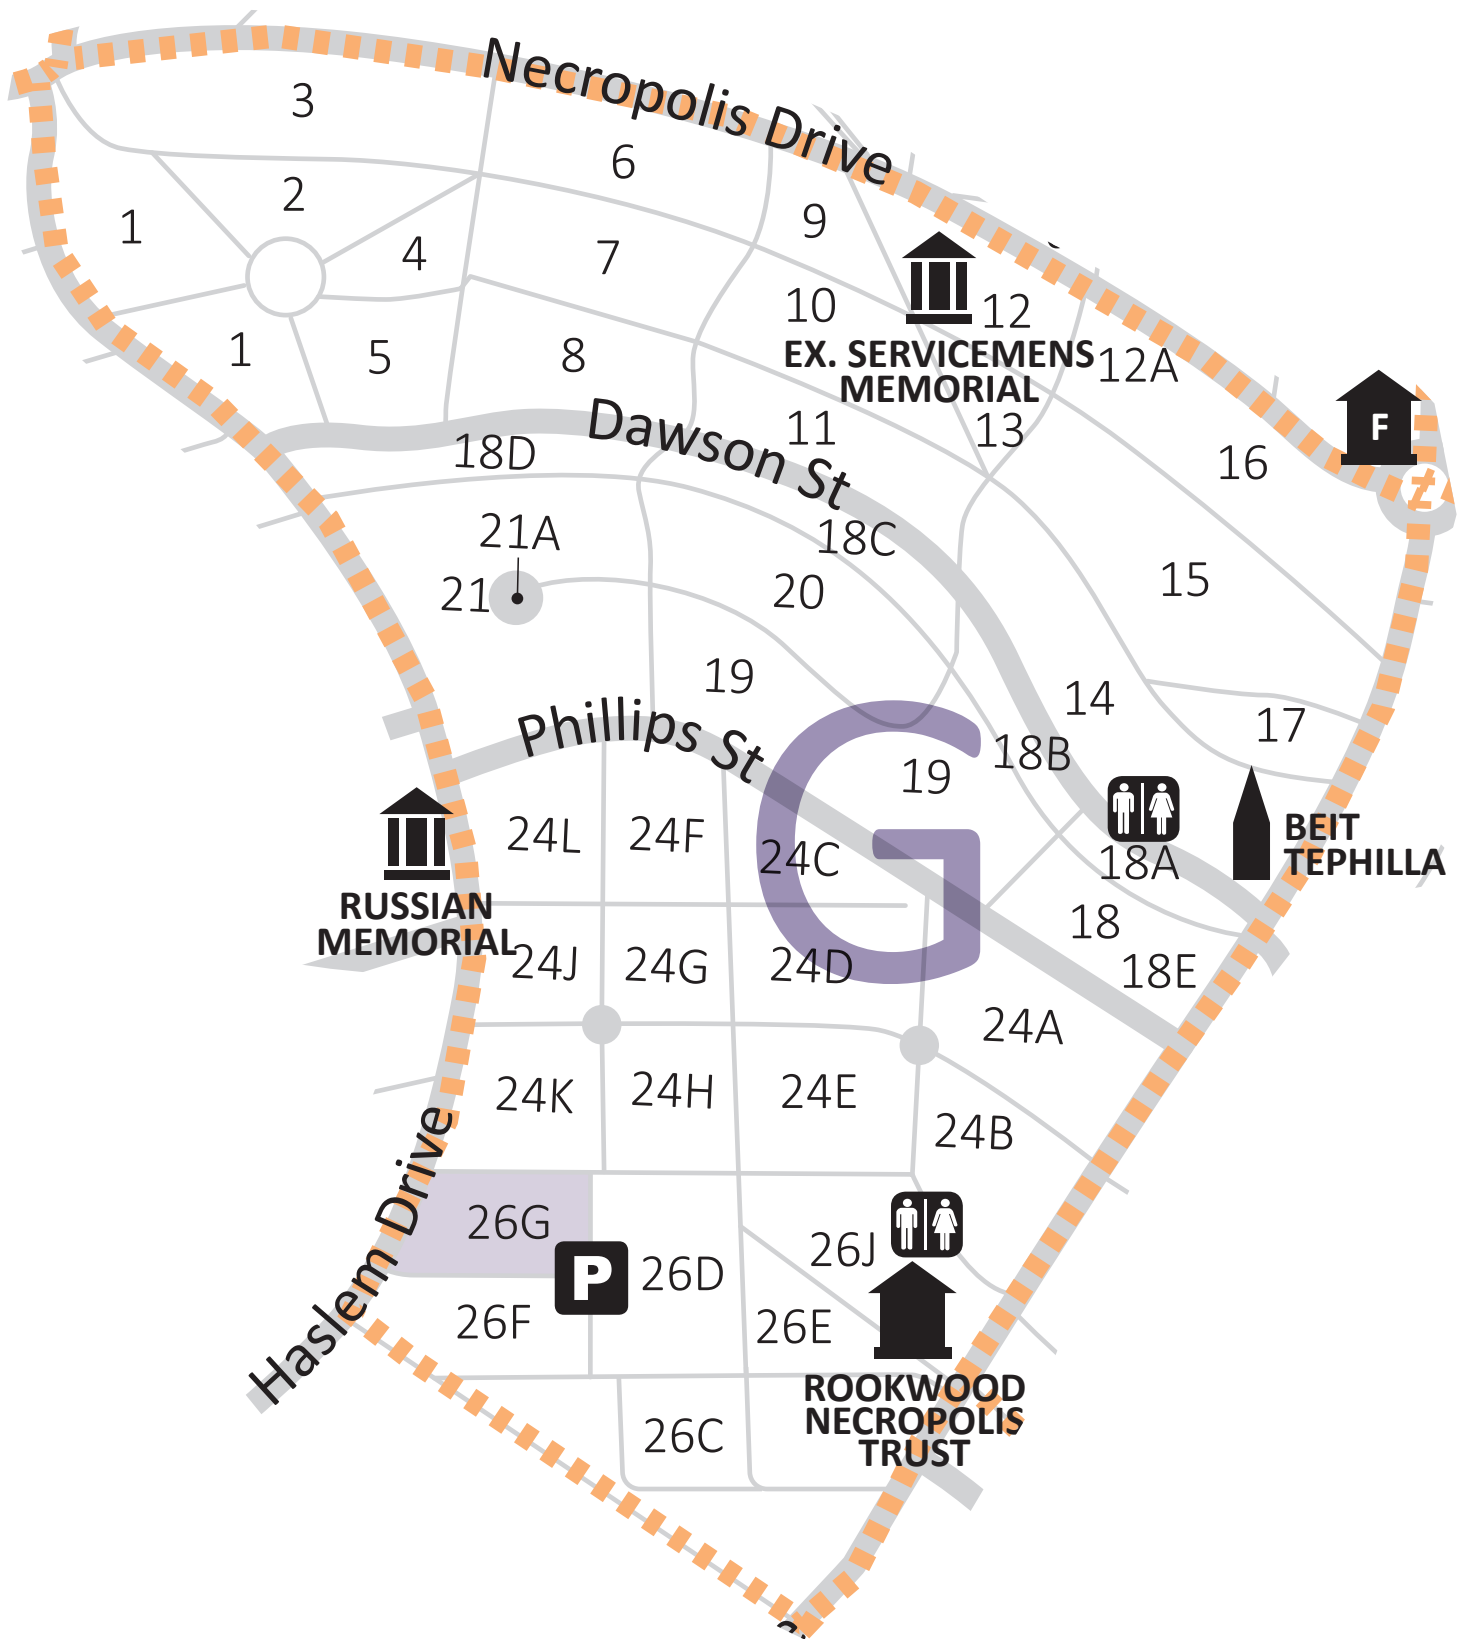 Necropolis Drive
3
6
2
1
9
4
7
10
12
EX. SERVICEMENS
MEMORIAL
12A
1
5
8
F
Dawson St
11
13
18D
16
18C
21A
21
20
15
19
14
17
Phillips St
G
18B
19
24L
24F
24C
18A
BEIT
TEPHILLA
RUSSIAN
MEMORIAL
18
24J
24G
24D
18E
24A
24K
24H
24E
24B
Haslem Drive
26G
26J
P
26D
26F
26E
ROOKWOOD
NECROPOLIS
TRUST
26C